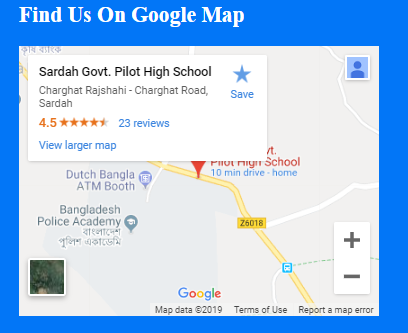 Find Us On Google Map
কৃষি ব্যাংক
Sardah Govt. Pilot High School
Charghat Rajshahi - Charghat Road,
Sardah
4.5 23 reviews
View larger map
Save
vt.
Pilot High School
10 min drive - home
Dutch Bangla
ATM Booth
Bangladesh
Police Academy
বাংলাদেশ
পুলিশ একাডেমি
Z6018
Google
Map data ©2019 Terms of Use Report a map error